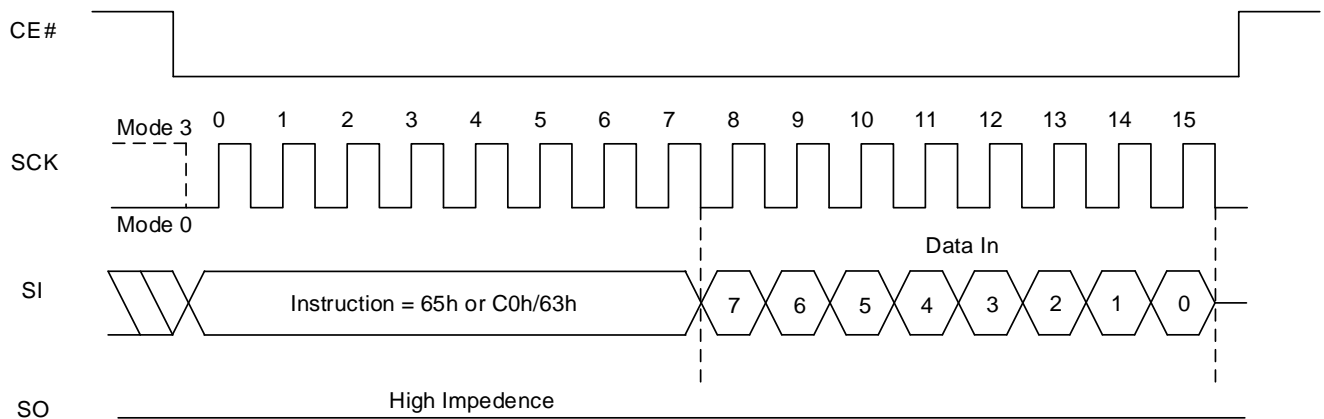 CE#
Mode 3
0 1 2 3 4 5 6 7 8 9 10 11 12 13 14 15
SCK
Mode 0
Data In
SI
Instruction = 65h or C0h/63h
7 6 5 4 3 2 1 0
High Impedence
SO